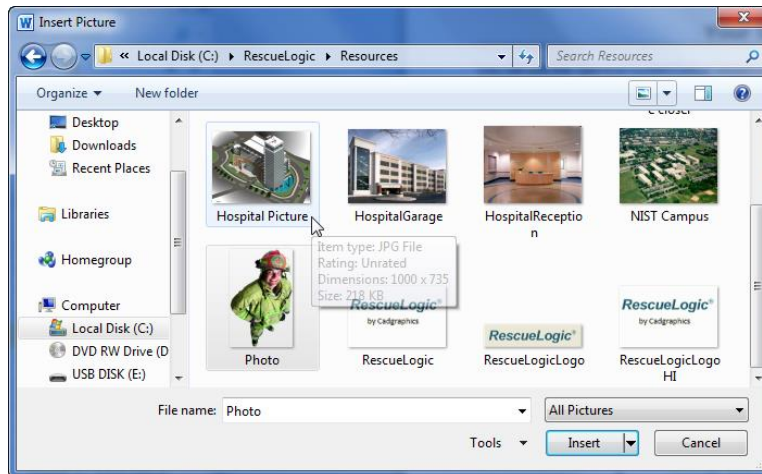 Insert Picture
« Local Disk (C:) ▸ RescueLogic ▸ Resources
Search Resources
Organize
New folder
Desktop
Downloads
Recent Places
Libraries
Homegroup
Computer
Local Disk (C:)
DVD RW Drive (D
USB DISK (E:)
Hospital Picture
HospitalGarage
HospitalReceptio
n
NIST Campus
Item type: JPG File
Rating: Unrated
Dimensions: 1000 x 735
Size: 218 KB
Photo
RescueLogic®
by Cadgraphics
RescueLogic
RescueLogic®
RescueLogicLogo
RescueLogic®
by Cadgraphics
RescueLogicLogo
HI
File name: Photo
All Pictures
Tools
Insert
Cancel